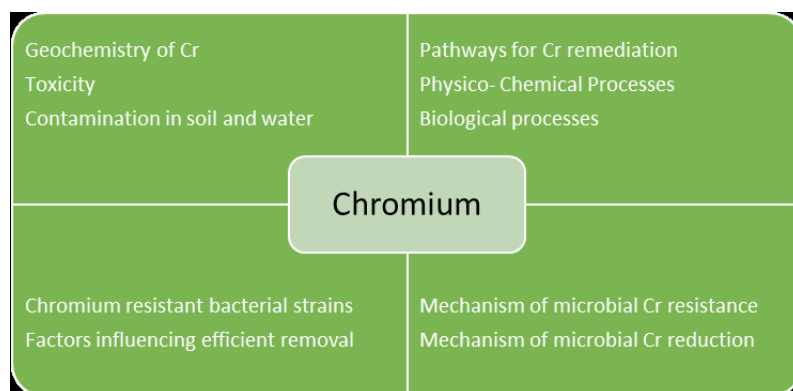 Geochemistry of Cr
Toxicity
Contamination in soil and water
Pathways for Cr remediation
Physico- Chemical Processes
Biological processes
Chromium
Chromium resistant bacterial strains
Factors influencing efficient removal
Mechanism of microbial Cr resistance
Mechanism of microbial Cr reduction